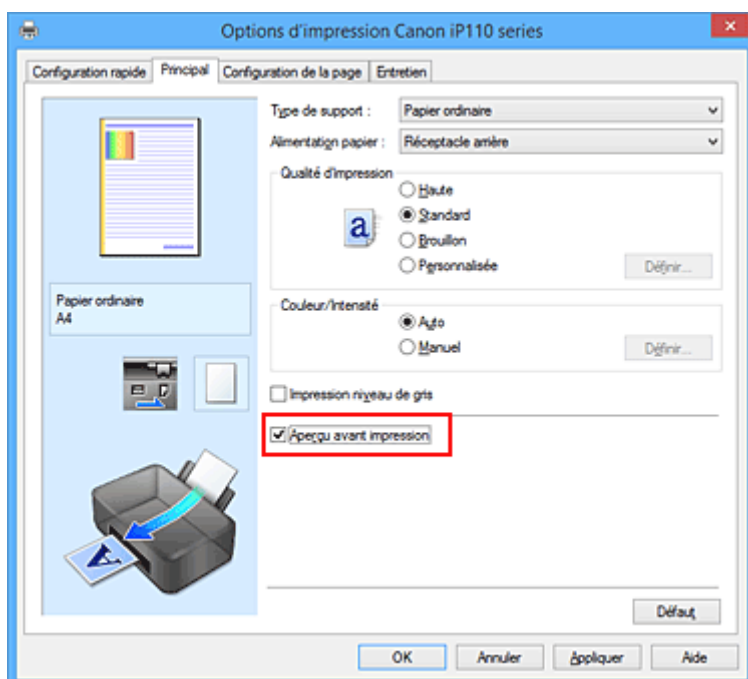 Options d'impression Canon iP110 series
Configuration rapide Principal Configuration de la page Entretien
Type de support : Papier ordinaire
Alimentation papier : Réceptacle arrière
Qualité d'impression
Haute
a Standard
Brouillon
Personnalisée Définir...
Papier ordinaire
A4
Couleur/Intensité
Auto
Manuel Définir...
Impression niveau de gris
Aperçu avant impression
A
Défaut
OK Annuler Appliquer Aide